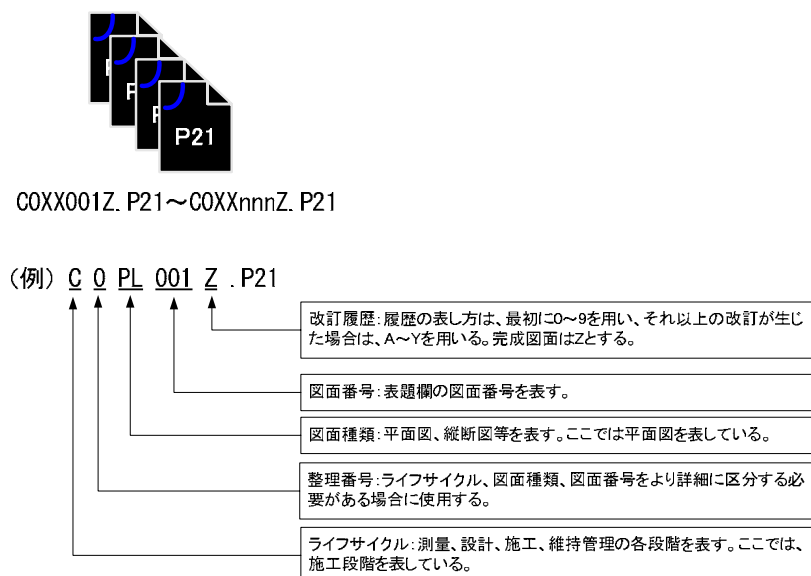 P21
C0XX001Z.P21～C0XXnnnZ.P21
(例) C 0 PL 001 Z .P21
改訂履歴:履歴の表し方は、最初に0～9を用い、それ以上の改訂が生じ
た場合は、A～Yを用いる。完成図面はZとする。
図面番号:表題欄の図面番号を表す。
図面種類:平面図、縦断図等を表す。ここでは平面図を表している。
整理番号:ライフサイクル、図面種類、図面番号をより詳細に区分する必
要がある場合に使用する。
ライフサイクル:測量、設計、施工、維持管理の各段階を表す。ここでは、
施工段階を表している。